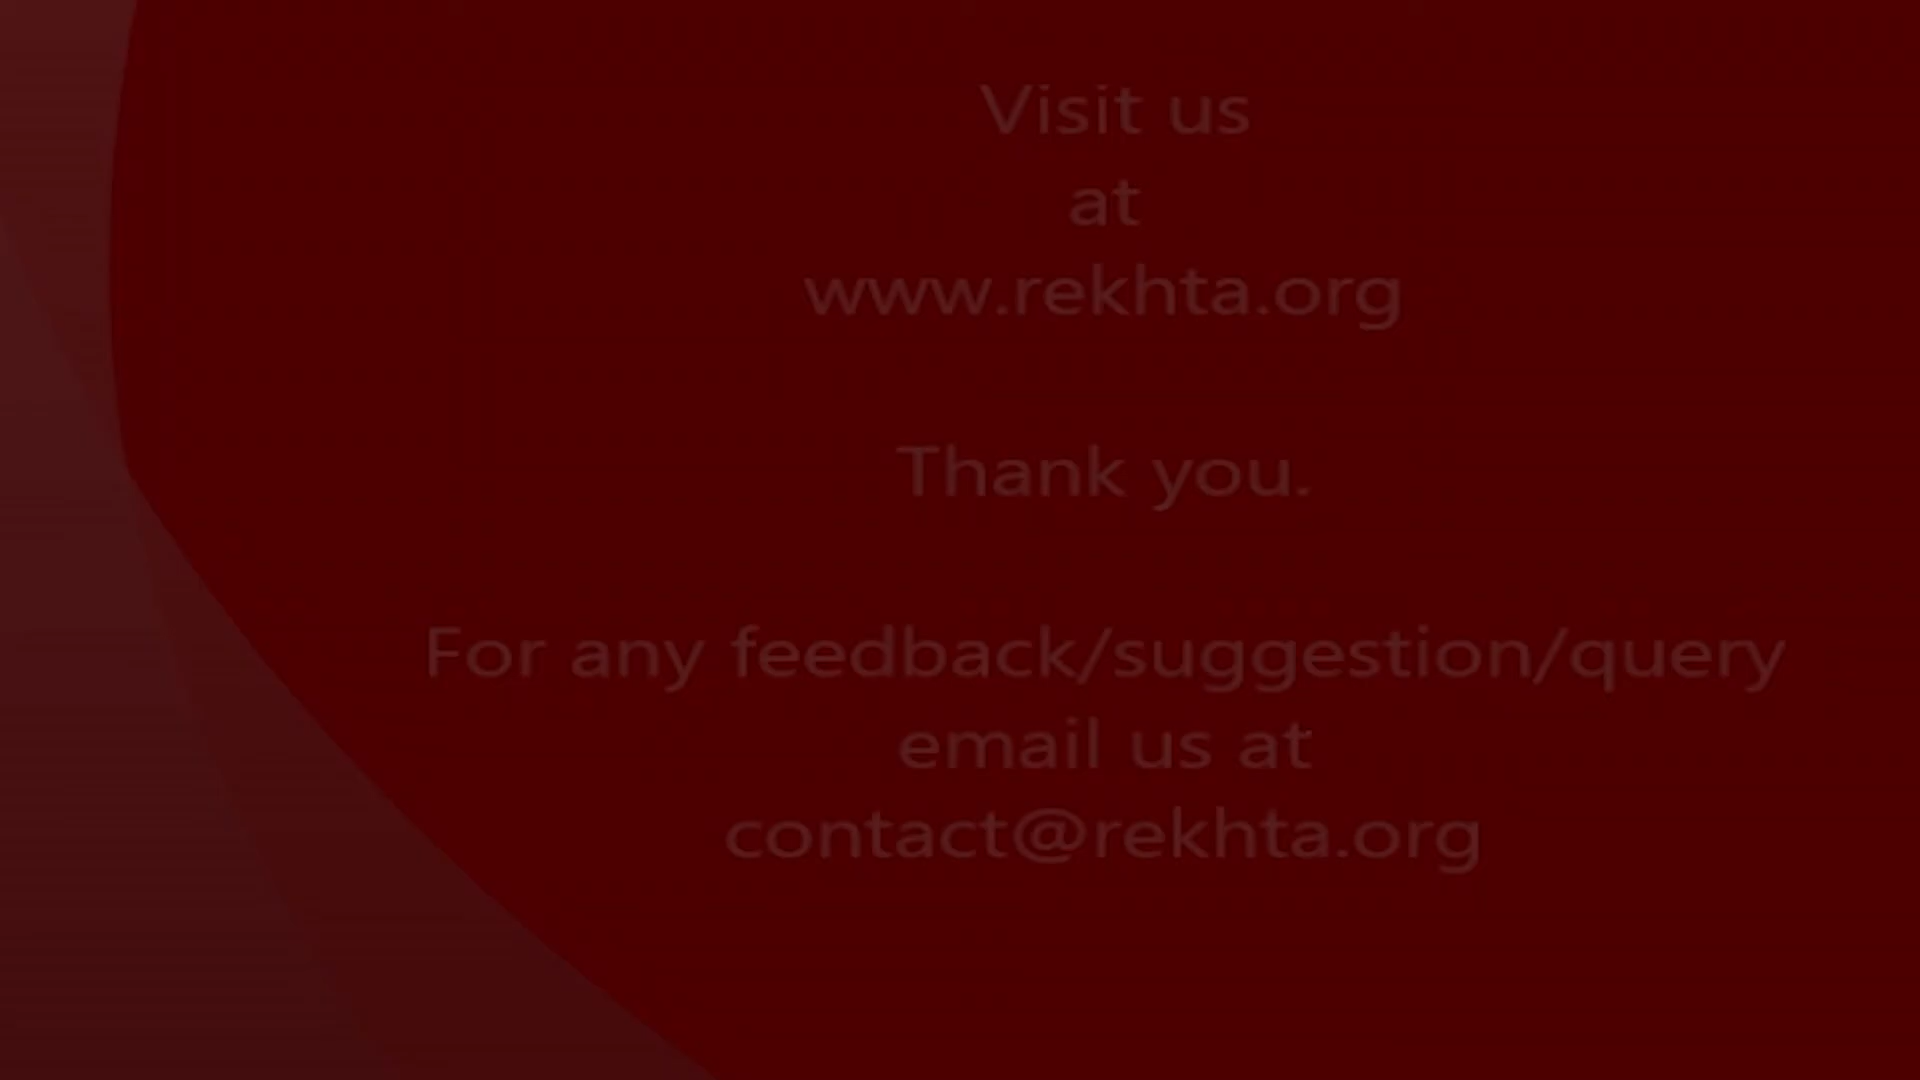 Visit us
at
www.rekhta.org
Thank you.
For any feedback/suggestion/query
email us at
contact@rekhta.org